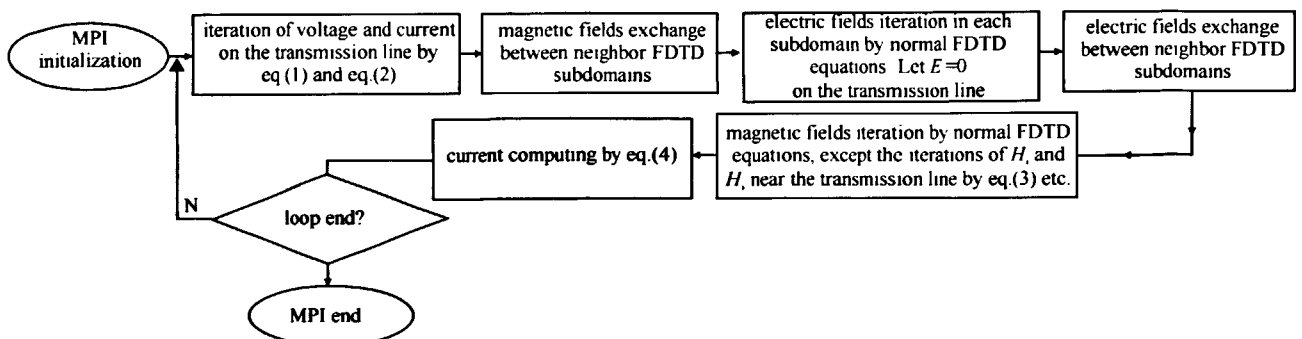 MPI
initialization
iteration of voltage and current
on the transmission line by
eq (1) and eq.(2)
magnetic fields exchange
between neighbor FDTD
subdomains
electric fields iteration in each
subdomain by normal FDTD
equations Let E=0
on the transmission line
electric fields exchange
between neighbor FDTD
subdomains
magnetic fields iteration by normal FDTD
equations, except the iterations of H, and
H, near the transmission line by eq.(3) etc.
current computing by eq.(4)
loop end?
N
MPI end